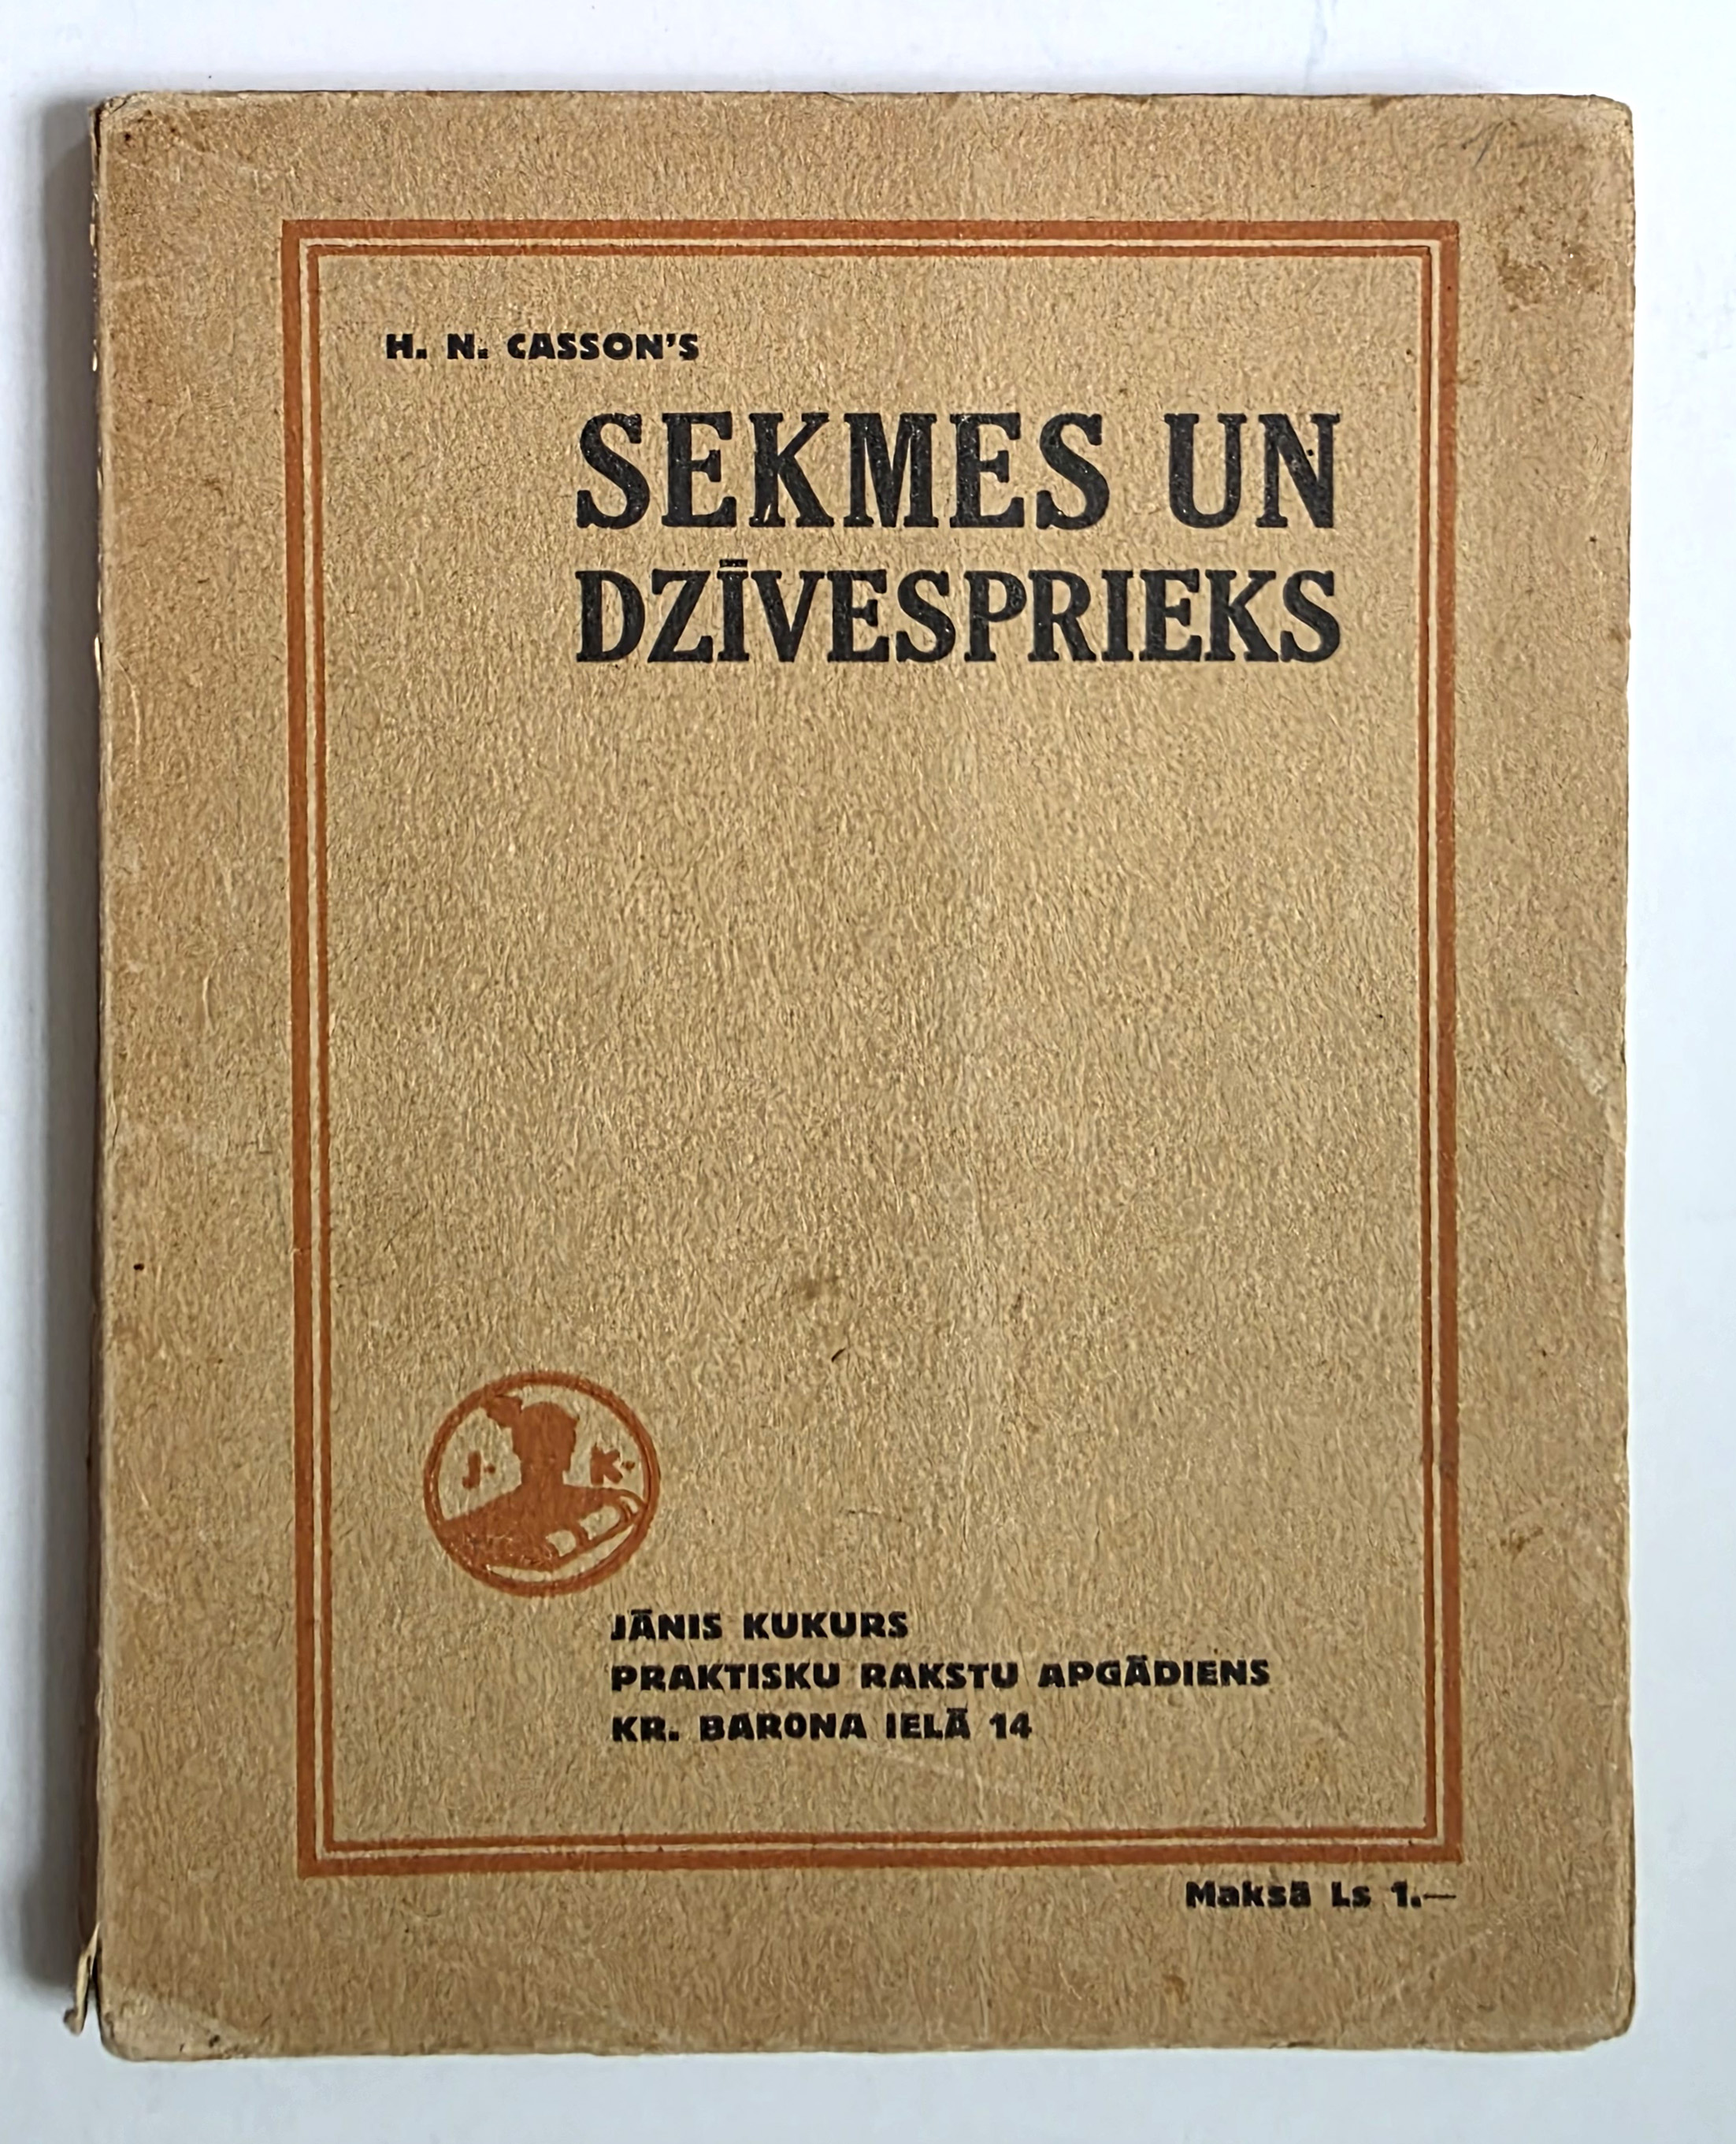 H. N. CASSON'S
SEKMES UN
DZĪVESPRIEKS
J. K.
JĀNIS KUKURS
PRAKTISKU RAKSTU APGĀDIENS
KR. BARONA IELĀ 14
Maksā Ls 1.—